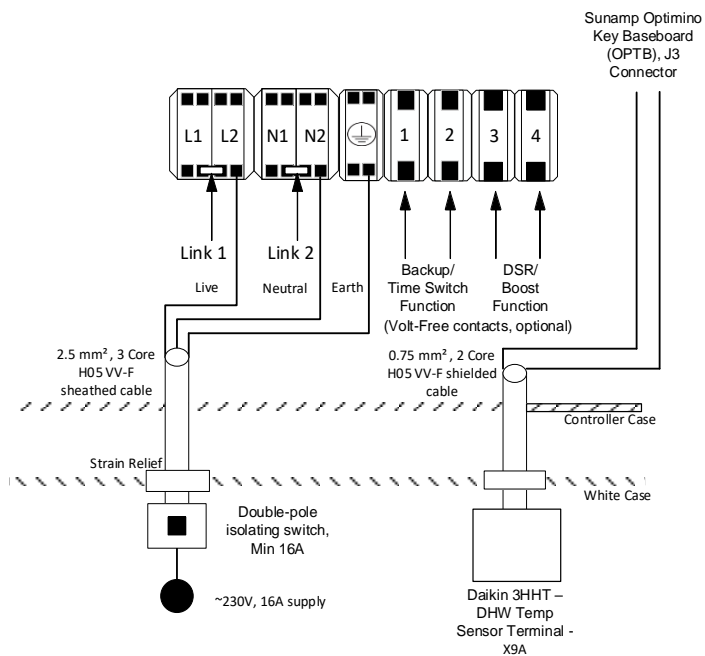 Sunamp Optimino
Key Baseboard
(OPTB), J3
Connector
L1 L2 N1 N2 1 2 3 4
Link 1
Link 2
Live
Neutral
Earth
Backup/
Time Switch
Function
(Volt-Free contacts, optional)
DSR/
Boost
Function
2.5 mm², 3 Core
H05 VV-F
sheathed cable
0.75 mm², 2 Core
H05 VV-F shielded
cable
Controller Case
Strain Relief
White Case
Double-pole
isolating switch,
Min 16A
~230V, 16A supply
Daikin 3HHT –
DHW Temp
Sensor Terminal -
X9A